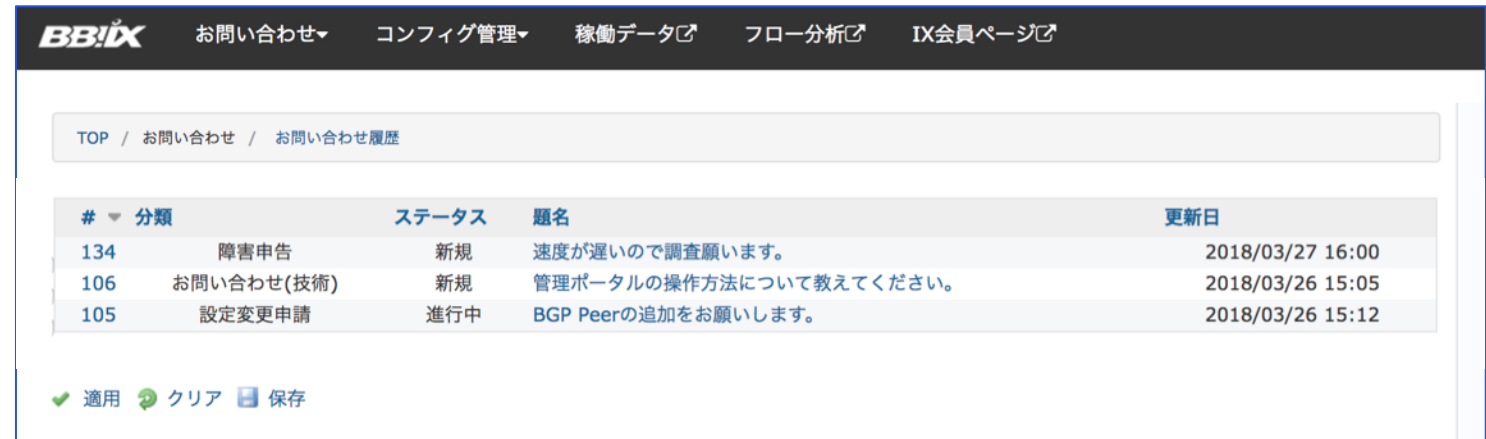 BBIX お問い合わせ▾ コンフィグ管理▾ 稼働データ フロー分析 IX会員ページ
TOP / お問い合わせ / お問い合わせ履歴
# 分類 ステータス 題名 更新日
134 障害申告 新規 速度が遅いので調査願います。 2018/03/27 16:00
106 お問い合わせ(技術) 新規 管理ポータルの操作方法について教えてください。 2018/03/26 15:05
105 設定変更申請 進行中 BGP Peerの追加をお願いします。 2018/03/26 15:12
適用 クリア 保存